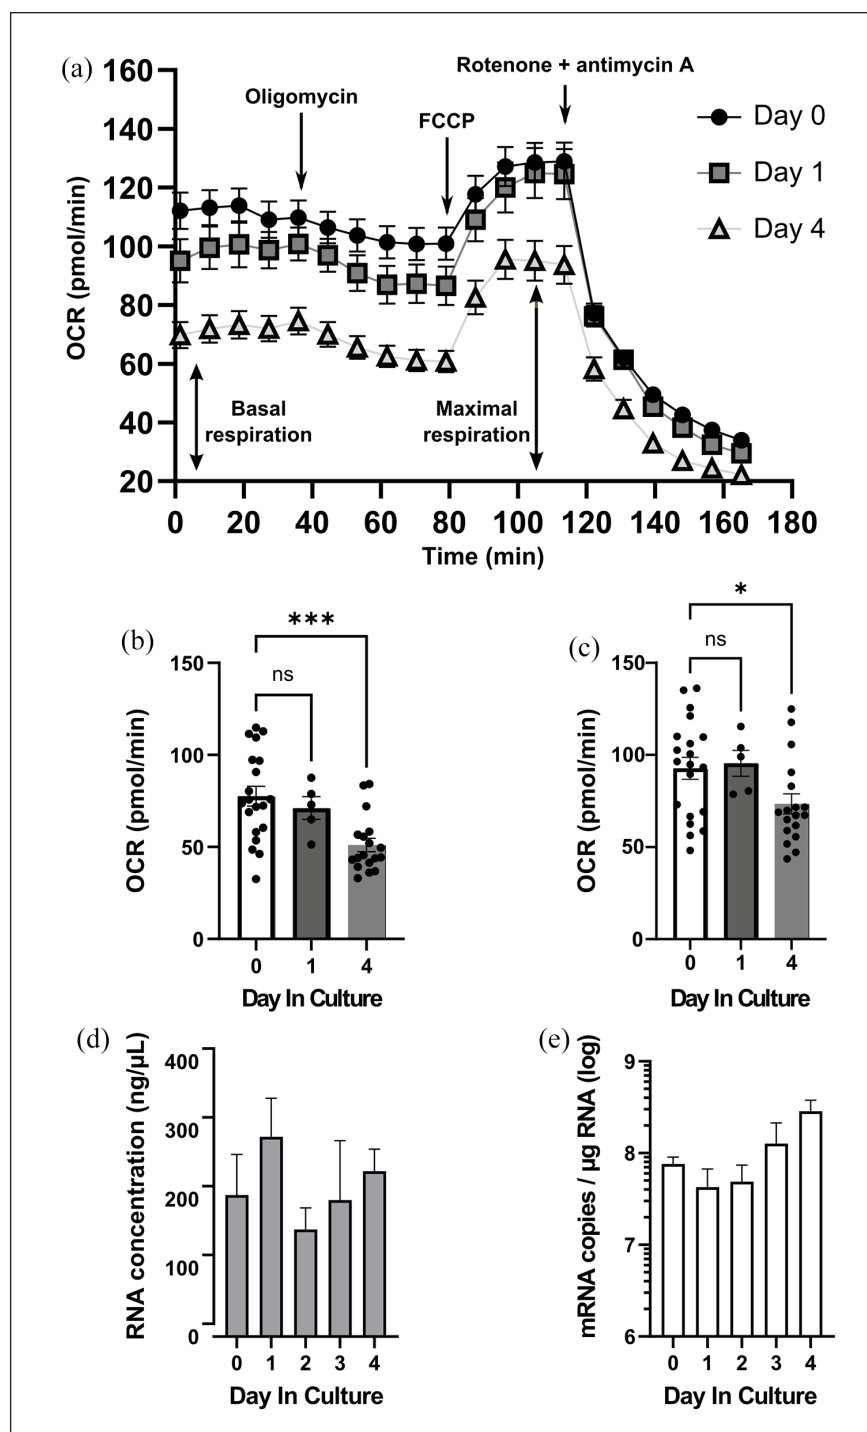 (a)
Rotenone + antimycin A
Oligomycin
FCCP
Day 0
Day 1
Day 4
OCR (pmol/min)
160
140
120
100
80
60
40
20
Basal
respiration
Maximal
respiration
0 20 40 60 80 100 120 140 160 180
Time (min)
(b)
***
ns
OCR (pmol/min)
150
100
50
0
0 1 4
Day In Culture
(c)
*
ns
OCR (pmol/min)
150
100
50
0
0 1 4
Day In Culture
(d)
RNA concentration (ng/µL)
400
300
200
100
0
0 1 2 3 4
Day In Culture
(e)
mRNA copies / µg RNA (log)
9
8
7
6
0 1 2 3 4
Day In Culture